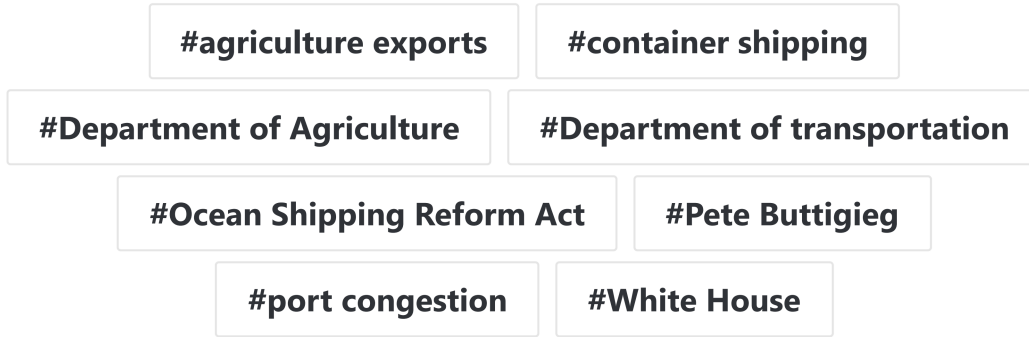 #agriculture exports #container shipping
#Department of Agriculture #Department of transportation
#Ocean Shipping Reform Act #Pete Buttigieg
#port congestion #White House